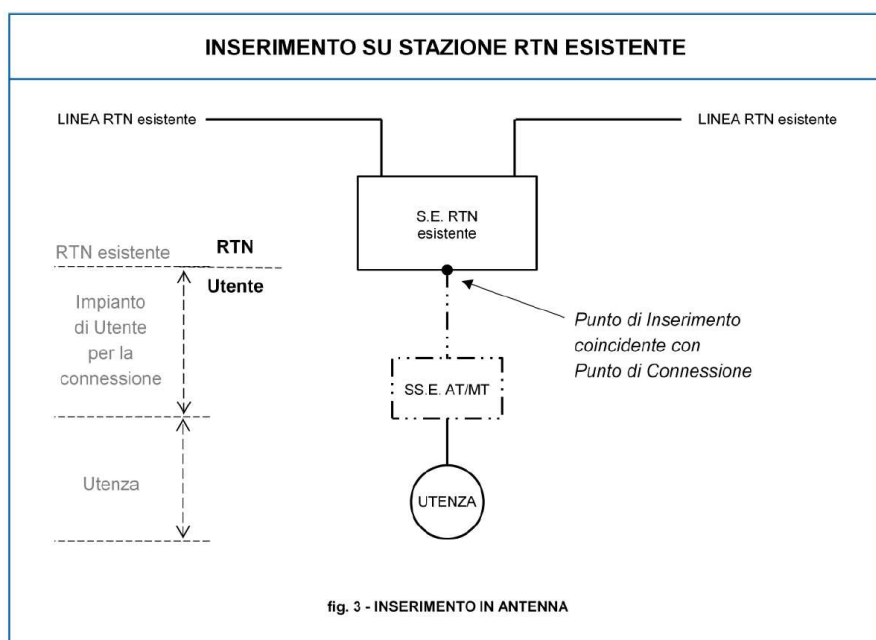 INSERIMENTO SU STAZIONE RTN ESISTENTE
LINEA RTN esistente
LINEA RTN esistente
S.E. RTN
esistente
RTN esistente
RTN
Utente
Impianto
di Utente
per la
connessione
Punto di Inserimento
coincidente con
Punto di Connessione
SS.E. AT/MT
Utenza
UTENZA
fig. 3 - INSERIMENTO IN ANTENNA